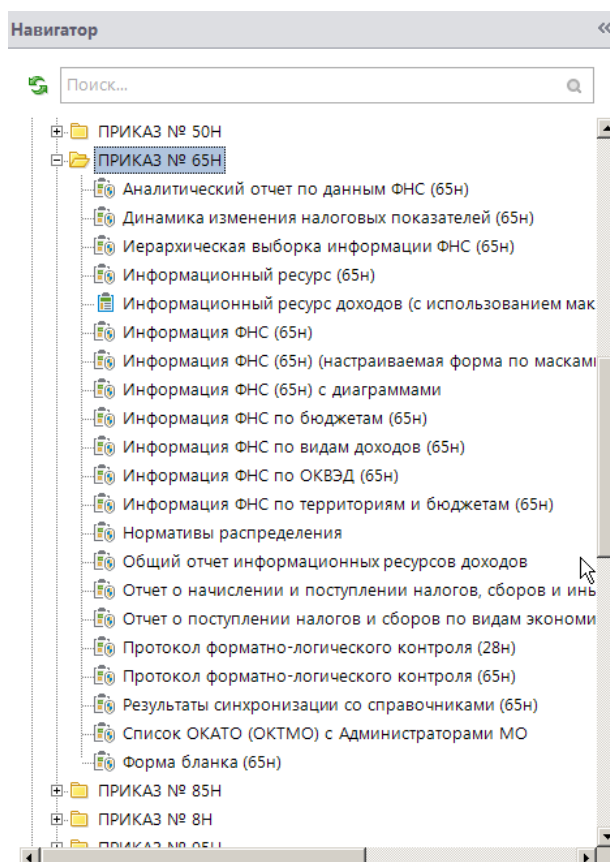 Навигатор
Поиск...
ПРИКАЗ № 50Н
ПРИКАЗ № 65Н
Аналитический отчет по данным ФНС (65н)
Динамика изменения налоговых показателей (65н)
Иерархическая выборка информации ФНС (65н)
Информационный ресурс (65н)
Информационный ресурс доходов (с использованием мак
Информация ФНС (65н)
Информация ФНС (65н) (настраиваемая форма по маскам
Информация ФНС (65н) с диаграммами
Информация ФНС по бюджетам (65н)
Информация ФНС по видам доходов (65н)
Информация ФНС по ОКВЭД (65н)
Информация ФНС по территориям и бюджетам (65н)
Нормативы распределения
Общий отчет информационных ресурсов доходов
Отчет о начислении и поступлении налогов, сборов и инь
Отчет о поступлении налогов и сборов по видам экономи
Протокол форматно-логического контроля (28н)
Протокол форматно-логического контроля (65н)
Результаты синхронизации со справочниками (65н)
Список ОКАТО (ОКТМО) с Администраторами МО
Форма бланка (65н)
ПРИКАЗ № 85Н
ПРИКАЗ № 8Н
ПРИКАЗ № 95Н